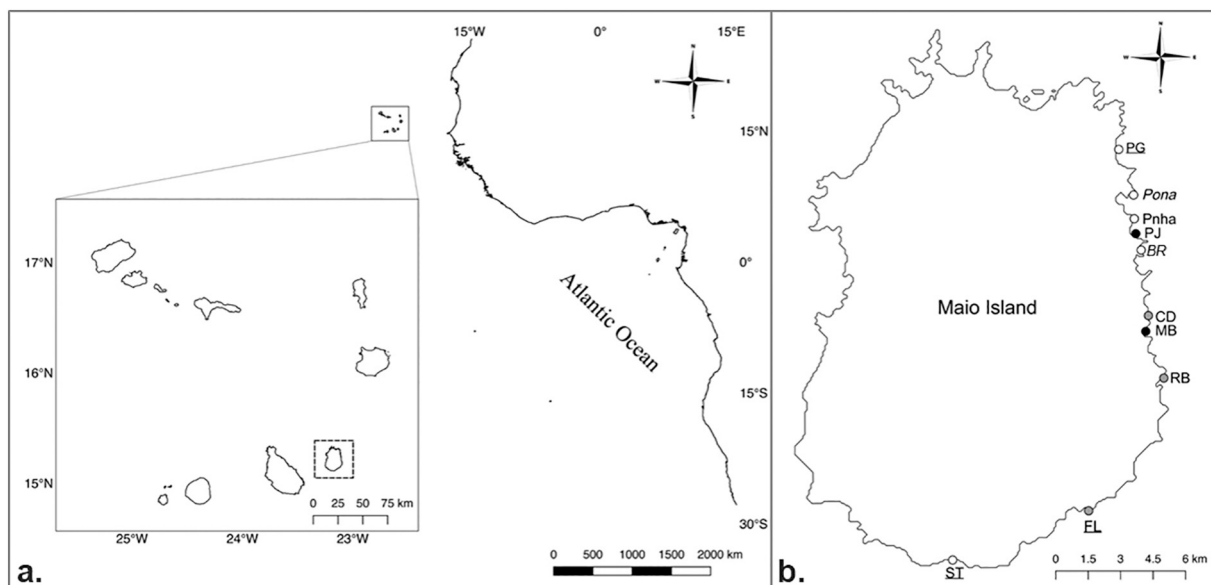 15°W 0° 15°E
N
W E
S
15°N
0°
15°S
30°S
17°N
16°N
15°N
25°W 24°W 23°W
0 25 50 75 km
Atlantic Ocean
0 500 1000 1500 2000 km
a.
N
W E
S
PG
Pona
Pnha
PJ
BR
CD
MB
RB
FL
ST
Maio Island
0 1.5 3 4.5 6 km
b.